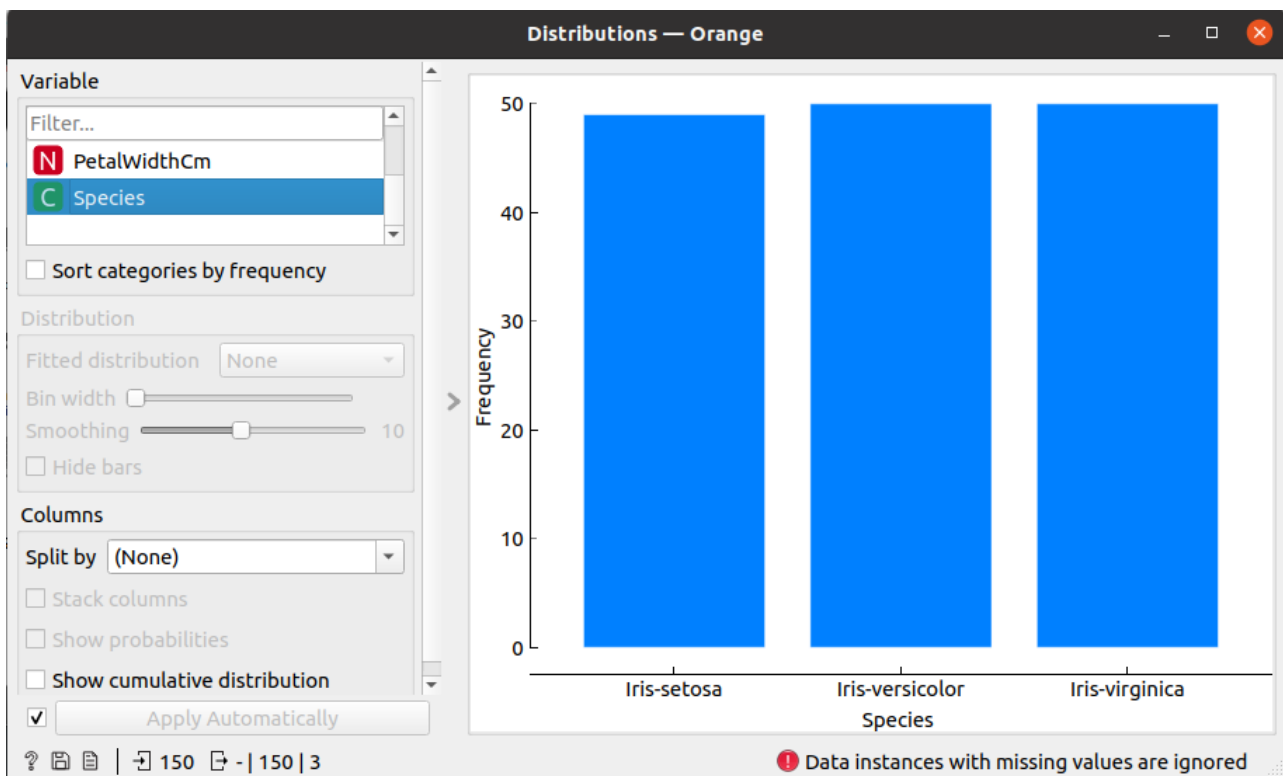 Distributions — Orange
Variable
Filter...
N PetalWidthCm
C Species
Sort categories by frequency
Distribution
Fitted distribution None
Bin width
Smoothing 10
Hide bars
Columns
Split by (None)
Stack columns
Show probabilities
Show cumulative distribution
Apply Automatically
? 150 - | 150 | 3
50
40
30
20
10
0
Frequency
Iris-setosa Iris-versicolor Iris-virginica
Species
Data instances with missing values are ignored